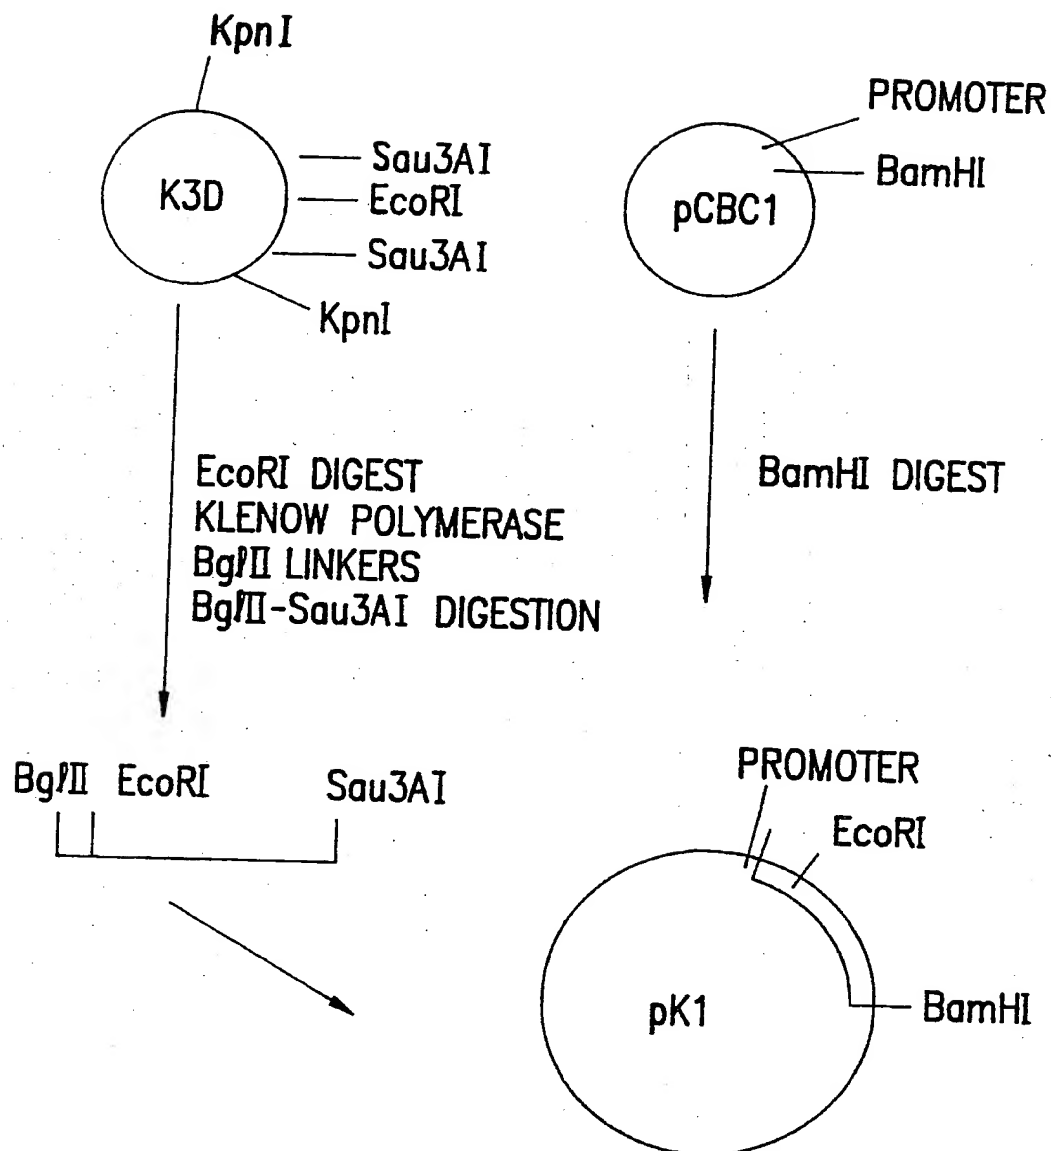 KpnI
K3D
Sau3AI
EcoRI
Sau3AI
KpnI
PROMOTER
BamHI
pCBC1
EcoRI DIGEST
KLENOW POLYMERASE
BglII LINKERS
BglII-Sau3AI DIGESTION
BamHI DIGEST
BglII EcoRI Sau3AI
PROMOTER
EcoRI
pK1
BamHI